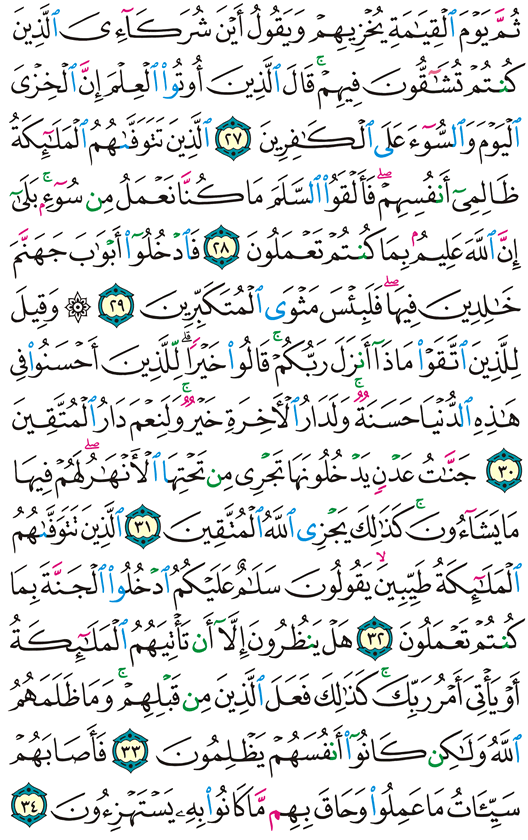 ثُمَّ يَوْمَ ٱلْقِيَـٰمَةِ يُخْزِيهِمْ وَيَقُولُ أَيْنَ شُرَكَآءِىَ ٱلَّذِينَ
كُنتُمْ تُشَـٰٓقُّونَ فِيهِمْ ۚ قَالَ ٱلَّذِينَ أُوتُوا۟ ٱلْعِلْمَ إِنَّ ٱلْخِزْىَ
ٱلْيَوْمَ وَٱلسُّوٓءَ عَلَى ٱلْكَـٰفِرِينَ ٢٧ ٱلَّذِينَ تَتَوَفَّىٰهُمُ ٱلْمَلَـٰٓئِكَةُ
ظَالِمِىٓ أَنفُسِهِمْ ۖ فَأَلْقَوُا۟ ٱلسَّلَمَ مَا كُنَّا نَعْمَلُ مِن سُوٓءٍۭ ۚ بَلَىٰٓ
إِنَّ ٱللَّهَ عَلِيمٌۢ بِمَا كُنتُمْ تَعْمَلُونَ ٢٨ فَٱدْخُلُوٓا۟ أَبْوَٰبَ جَهَنَّمَ
خَـٰلِدِينَ فِيهَا ۖ فَلَبِئْسَ مَثْوَى ٱلْمُتَكَبِّرِينَ ٢٩ ۞ وَقِيلَ
لِلَّذِينَ ٱتَّقَوْا۟ مَاذَآ أَنزَلَ رَبُّكُمْ ۚ قَالُوا۟ خَيْرًا ۗ لِّلَّذِينَ أَحْسَنُوا۟ فِى
هَـٰذِهِ ٱلدُّنْيَا حَسَنَةٌ ۚ وَلَدَارُ ٱلْـَٔاخِرَةِ خَيْرٌ ۚ وَلَنِعْمَ دَارُ ٱلْمُتَّقِينَ
٣٠ جَنَّـٰتُ عَدْنٍ يَدْخُلُونَهَا تَجْرِى مِن تَحْتِهَا ٱلْأَنْهَـٰرُ ۖ لَهُمْ فِيهَا
مَا يَشَآءُونَ ۚ كَذَٰلِكَ يَجْزِى ٱللَّهُ ٱلْمُتَّقِينَ ٣١ ٱلَّذِينَ تَتَوَفَّىٰهُمُ
ٱلْمَلَـٰٓئِكَةُ طَيِّبِينَ ۙ يَقُولُونَ سَلَـٰمٌ عَلَيْكُمُ ٱدْخُلُوا۟ ٱلْجَنَّةَ بِمَا
كُنتُمْ تَعْمَلُونَ ٣٢ هَلْ يَنظُرُونَ إِلَّآ أَن تَأْتِيَهُمُ ٱلْمَلَـٰٓئِكَةُ
أَوْ يَأْتِىَ أَمْرُ رَبِّكَ ۚ كَذَٰلِكَ فَعَلَ ٱلَّذِينَ مِن قَبْلِهِمْ ۚ وَمَا ظَلَمَهُمُ
ٱللَّهُ وَلَـٰكِن كَانُوٓا۟ أَنفُسَهُمْ يَظْلِمُونَ ٣٣ فَأَصَابَهُمْ
سَيِّـَٔاتُ مَا عَمِلُوا۟ وَحَاقَ بِهِم مَّا كَانُوا۟ بِهِۦ يَسْتَهْزِءُونَ ٣٤